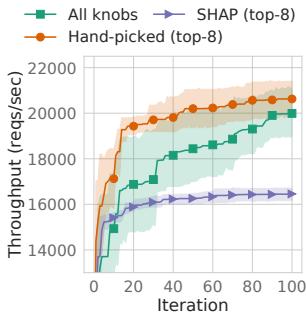 All knobs
SHAP (top-8)
Hand-picked (top-8)
Throughput (reqs/sec)
22000
20000
18000
16000
14000
0 20 40 60 80 100
Iteration